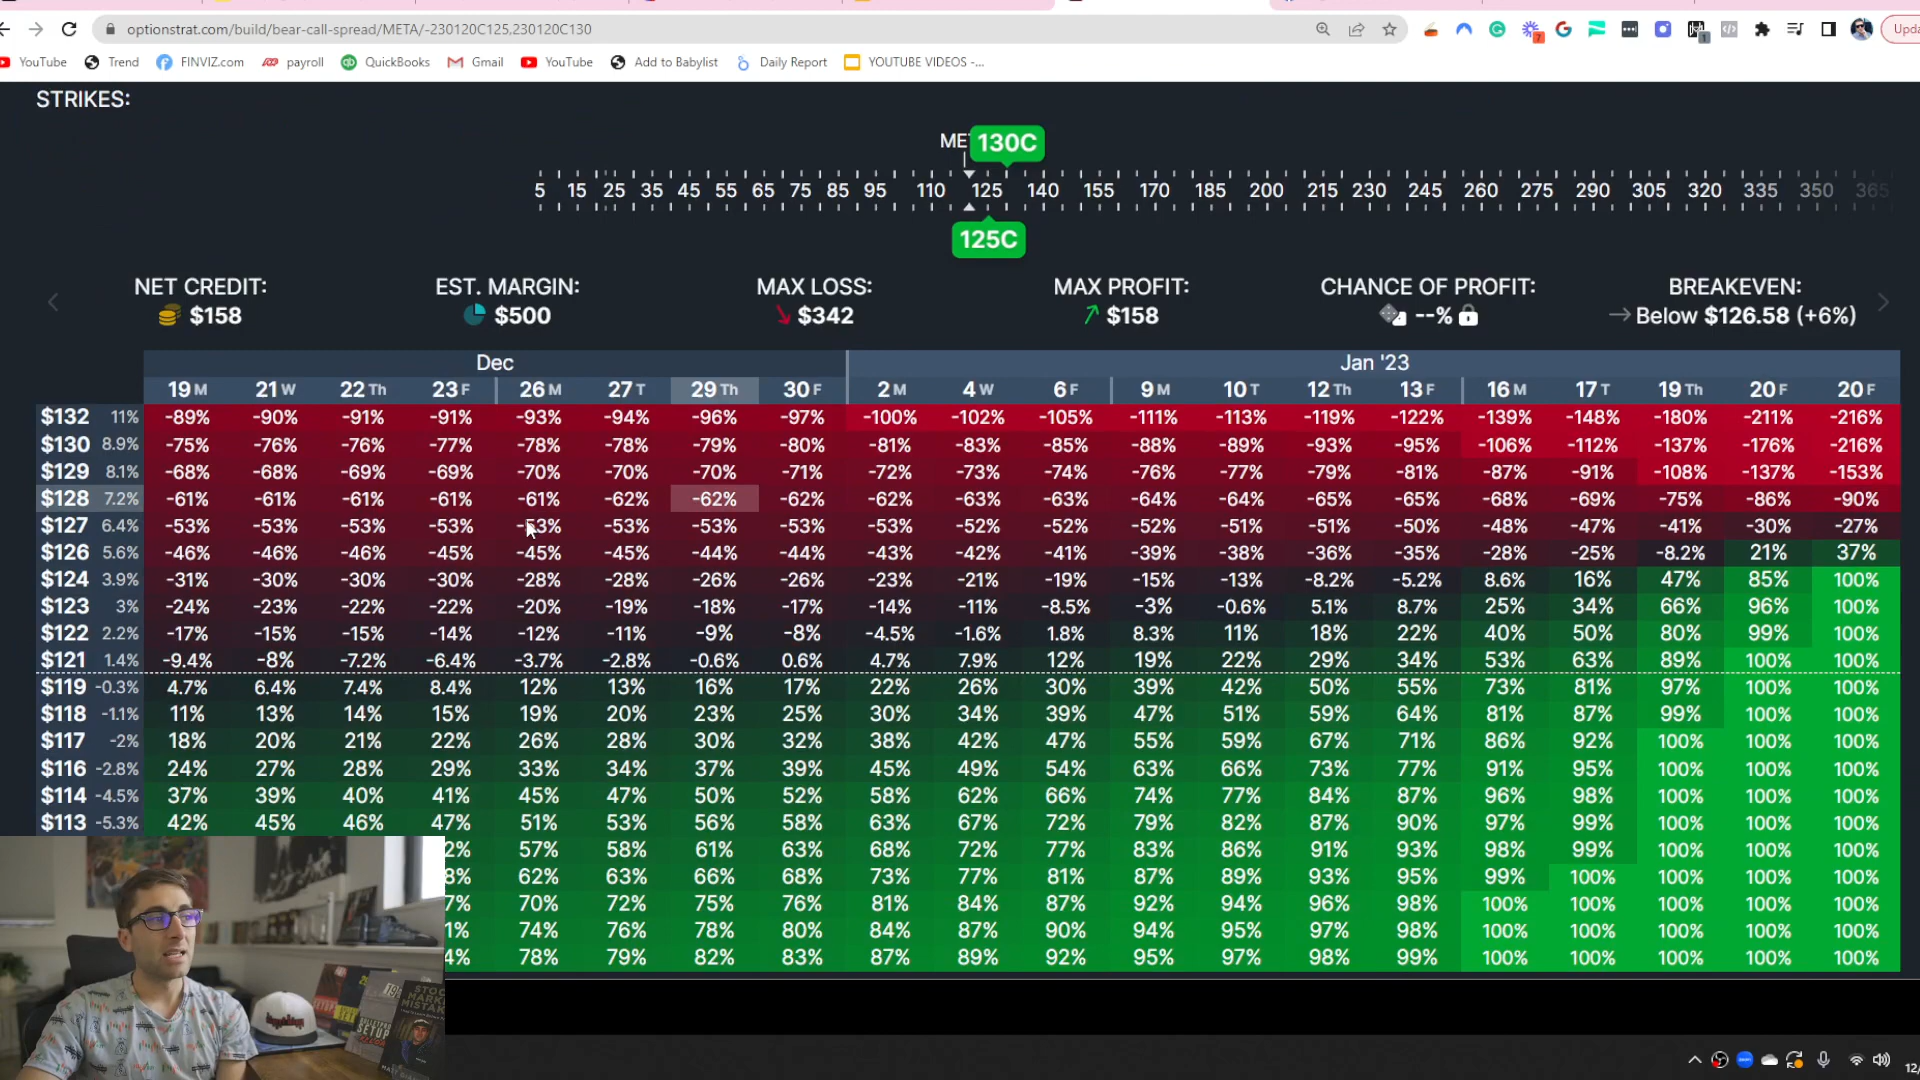 optionstrat.com/build/bear-call-spread/META/-230120C125,230120C130
7
1
YouTube Trend FINVIZ.com payroll QuickBooks Gmail YouTube Add to Babylist Daily Report YOUTUBE VIDEOS -...
STRIKES:
130C
5 15 25 35 45 55 65 75 85 95 110 125 140 155 170 185 200 215 230 245 260 275 290 305 320 335 350 365
125C
NET CREDIT: EST. MARGIN: MAX LOSS: MAX PROFIT: CHANCE OF PROFIT: BREAKEVEN:
$158 $500 $342 $158 --% Below $126.58 (+6%)
Dec Jan '23
19 M 21 W 22 Th 23 F 26 M 27 T 29 Th 30 F 2 M 4 W 6 F 9 M 10 T 12 Th 13 F 16 M 17 T 19 Th 20 F 20 F
$132 11% -89% -90% -91% -91% -93% -94% -96% -97% -100% -102% -105% -111% -113% -119% -122% -139% -148% -180% -211% -216%
$130 8.9% -75% -76% -76% -77% -78% -78% -79% -80% -81% -83% -85% -88% -89% -93% -95% -106% -112% -137% -176% -216%
$129 8.1% -68% -68% -69% -69% -70% -70% -70% -71% -72% -73% -74% -76% -77% -79% -81% -87% -91% -108% -137% -153%
$128 7.2% -61% -61% -61% -61% -61% -62% -62% -62% -62% -63% -63% -64% -64% -65% -65% -68% -69% -75% -86% -90%
$127 6.4% -53% -53% -53% -53% -53% -53% -53% -53% -53% -52% -52% -52% -51% -51% -50% -48% -47% -41% -30% -27%
$126 5.6% -46% -46% -46% -45% -45% -45% -44% -44% -43% -42% -41% -39% -38% -36% -35% -28% -25% -8.2% 21% 37%
$124 3.9% -31% -30% -30% -30% -28% -28% -26% -26% -23% -21% -19% -15% -13% -8.2% -5.2% 8.6% 16% 47% 85% 100%
$123 3% -24% -23% -22% -22% -20% -19% -18% -17% -14% -11% -8.5% -3% -0.6% 5.1% 8.7% 25% 34% 66% 96% 100%
$122 2.2% -17% -15% -15% -14% -12% -11% -9% -8% -4.5% -1.6% 1.8% 8.3% 11% 18% 22% 40% 50% 80% 99% 100%
$121 1.4% -9.4% -8% -7.2% -6.4% -3.7% -2.8% -0.6% 0.6% 4.7% 7.9% 12% 19% 22% 29% 34% 53% 63% 89% 100% 100%
$119 -0.3% 4.7% 6.4% 7.4% 8.4% 12% 13% 16% 17% 22% 26% 30% 39% 42% 50% 55% 73% 81% 97% 100% 100%
$118 -1.1% 11% 13% 14% 15% 19% 20% 23% 25% 30% 34% 39% 47% 51% 59% 64% 81% 87% 99% 100% 100%
$117 -2% 18% 20% 21% 22% 26% 28% 30% 32% 38% 42% 47% 55% 59% 67% 71% 86% 92% 100% 100% 100%
$116 -2.8% 24% 27% 28% 29% 33% 34% 37% 39% 45% 49% 54% 63% 66% 73% 77% 91% 95% 100% 100% 100%
$114 -4.5% 37% 39% 40% 41% 45% 47% 50% 52% 58% 62% 66% 74% 77% 84% 87% 96% 98% 100% 100% 100%
$113 -5.3% 42% 45% 46% 47% 51% 53% 56% 58% 63% 67% 72% 79% 82% 87% 90% 97% 99% 100% 100% 100%
2% 57% 58% 61% 63% 68% 72% 77% 83% 86% 91% 93% 98% 99% 100% 100% 100%
8% 62% 63% 66% 68% 73% 77% 81% 87% 89% 93% 95% 99% 100% 100% 100% 100%
7% 70% 72% 75% 76% 81% 84% 87% 92% 94% 96% 98% 100% 100% 100% 100% 100%
1% 74% 76% 78% 80% 84% 87% 90% 94% 95% 97% 98% 100% 100% 100% 100% 100%
4% 78% 79% 82% 83% 87% 89% 92% 95% 97% 98% 99% 100% 100% 100% 100% 100%
STOCK
MARKET
MISTAKES
SETUP